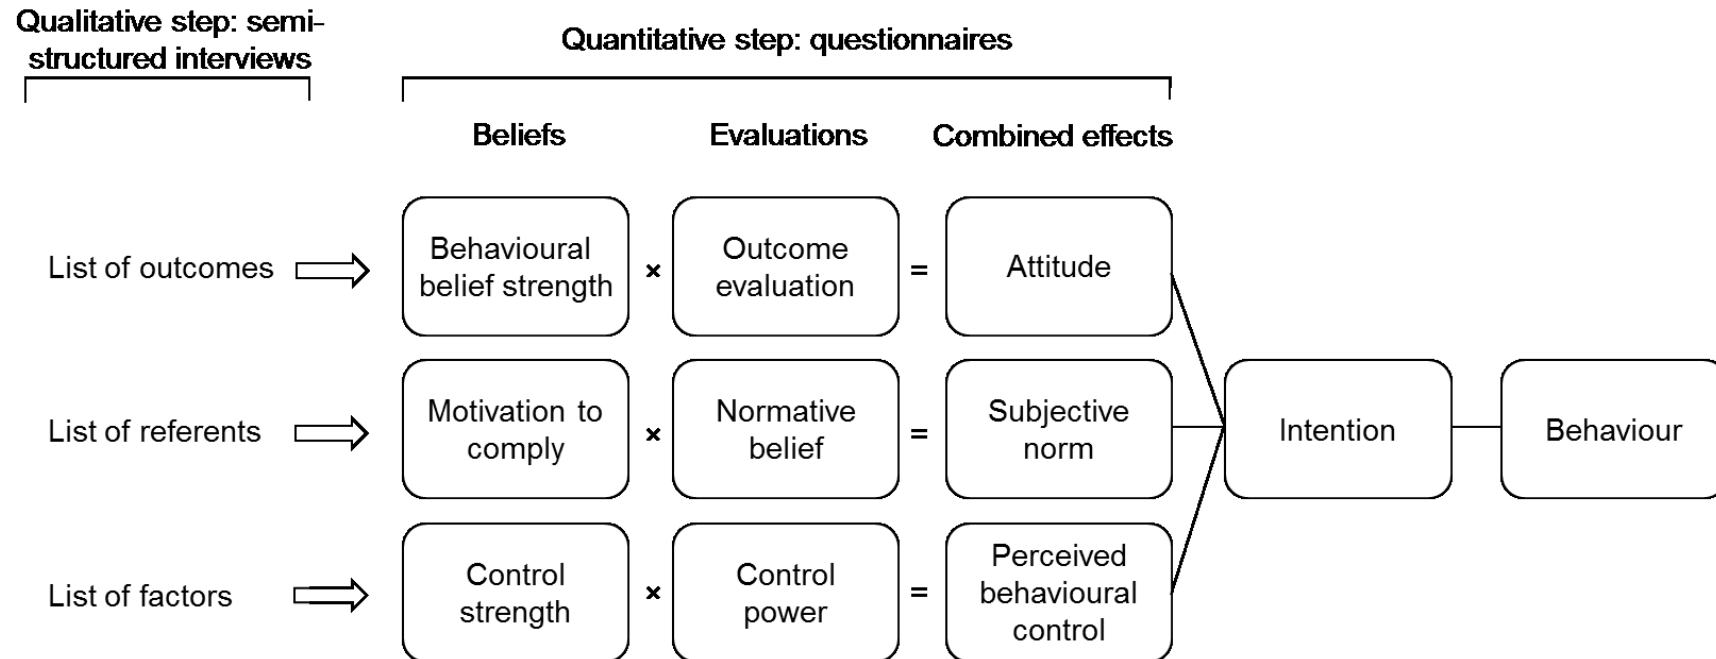 Qualitative step: semi-
structured interviews
Quantitative step: questionnaires
Beliefs
Evaluations
Combined effects
List of outcomes
Behavioural
belief strength
×
Outcome
evaluation
=
Attitude
List of referents
Motivation to
comply
×
Normative
belief
=
Subjective
norm
Intention
Behaviour
List of factors
Control
strength
×
Control
power
=
Perceived
behavioural
control